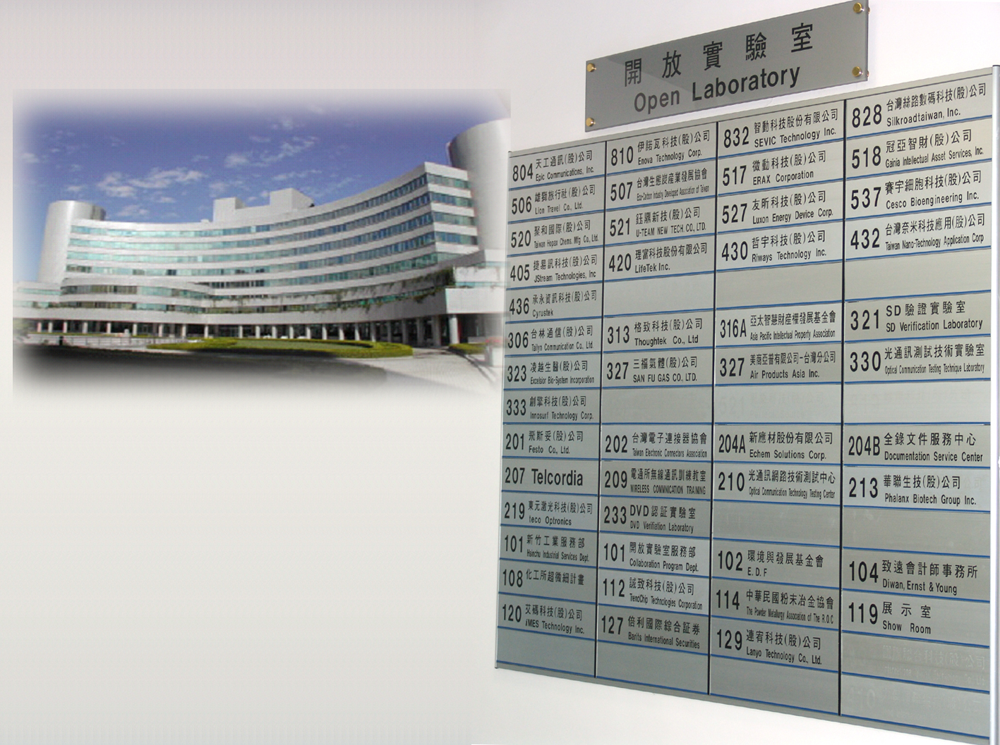 開放實驗室
Open Laboratory
804 天工通訊(股)公司
Epic Communications, Inc.
506 雄獅旅行社(股)公司
Lion Travel Co., Ltd.
520 聚和國際(股)公司
Taiwan Hopax Chems. Mfg Co., Ltd.
405 捷易訊科技(股)公司
JStream Technologies, Inc
436 承永資訊科技(股)公司
Cyrustek
306 台林通信(股)公司
Tailyn Communication Co., Ltd.
323 凌越生醫(股)公司
Excelsior Bio-System Incorporation
333 創擎科技(股)公司
Innosurf Technology Corp.
201 飛斯妥(股)公司
Festo Co., Ltd.
207 Telcordia
219 東元激光科技(股)公司
teco Optronics
101 新竹工業服務部
Hsinchu Industrial Services Dept.
108 化工所超微細計畫
120 艾碼科技(股)公司
iMES Technology Inc.
810 伊諾瓦科技(股)公司
Enova Technology Corp.
507 台灣生態炭産業發展協會
Eco-Carbon Industry Developed Association of Taiwan
521 鈺鼎新技(股)公司
U-TEAM NEW TECH. CO., LTD.
420 理富科技股份有限公司
LifeTek Inc.
313 格致科技(股)公司
Thoughtek Co., Ltd
327 三福氣體(股)公司
SAN FU GAS CO., LTD.
202 台灣電子連接器協會
Taiwan Electronic Connectors Association
209 電通所無線通訊訓練教室
WIRELESS COMMNICATION TRAINING
233 DVD認証實驗室
DVD Verifiation Laboratory
101 開放實驗室服務部
Collaboration Program Dept.
112 誠致科技(股)公司
TrendChip Technologies Corporation
127 倍利國際綜合証券
Barits International Securities
832 智動科技股份有限公司
SEVIC Technology Inc.
517 微動科技(股)公司
ERAX Corporation
527 友昕科技(股)公司
Luxon Energy Device Corp.
430 哲宇科技(股)公司
Riways Technology Inc.
316A 亞太智慧財産權發展基金會
Asia Pacific Intellectual Property Association
327 美商亞普有限公司-台灣分公司
Air Products Asia Inc.
204A 新應材股份有限公司
Echem Solutions Corp.
210 光通訊網路技術測試中心
Optical Communication Technology Testing Center
102 環境與發展基金會
E. D. F
114 中華民國粉末冶金協會
The Powder Metallurgy Association of The R.O.C
129 連宥科技(股)公司
Lanyo Technology Co., Ltd.
828 台灣絲路數碼科技(股)公司
Silkroadtaiwan, Inc.
518 冠亞智財(股)公司
Gainia Intellectual Asset Services, Inc.
537 賽宇細胞科技(股)公司
Cesco Bioengineering Inc.
432 台灣奈米科技應用(股)公司
Taiwan Nano-Technology Application Corp
321 SD驗證實驗室
SD Verification Laboratory
330 光通訊測試技術實驗室
Optical Communication Testing Technique Laboratory
204B 全錄文件服務中心
Documentation Service Center
213 華聯生技(股)公司
Phalanx Biotech Group Inc.
104 致遠會計師事務所
Diwan, Ernst & Young
119 展示室
Show Room